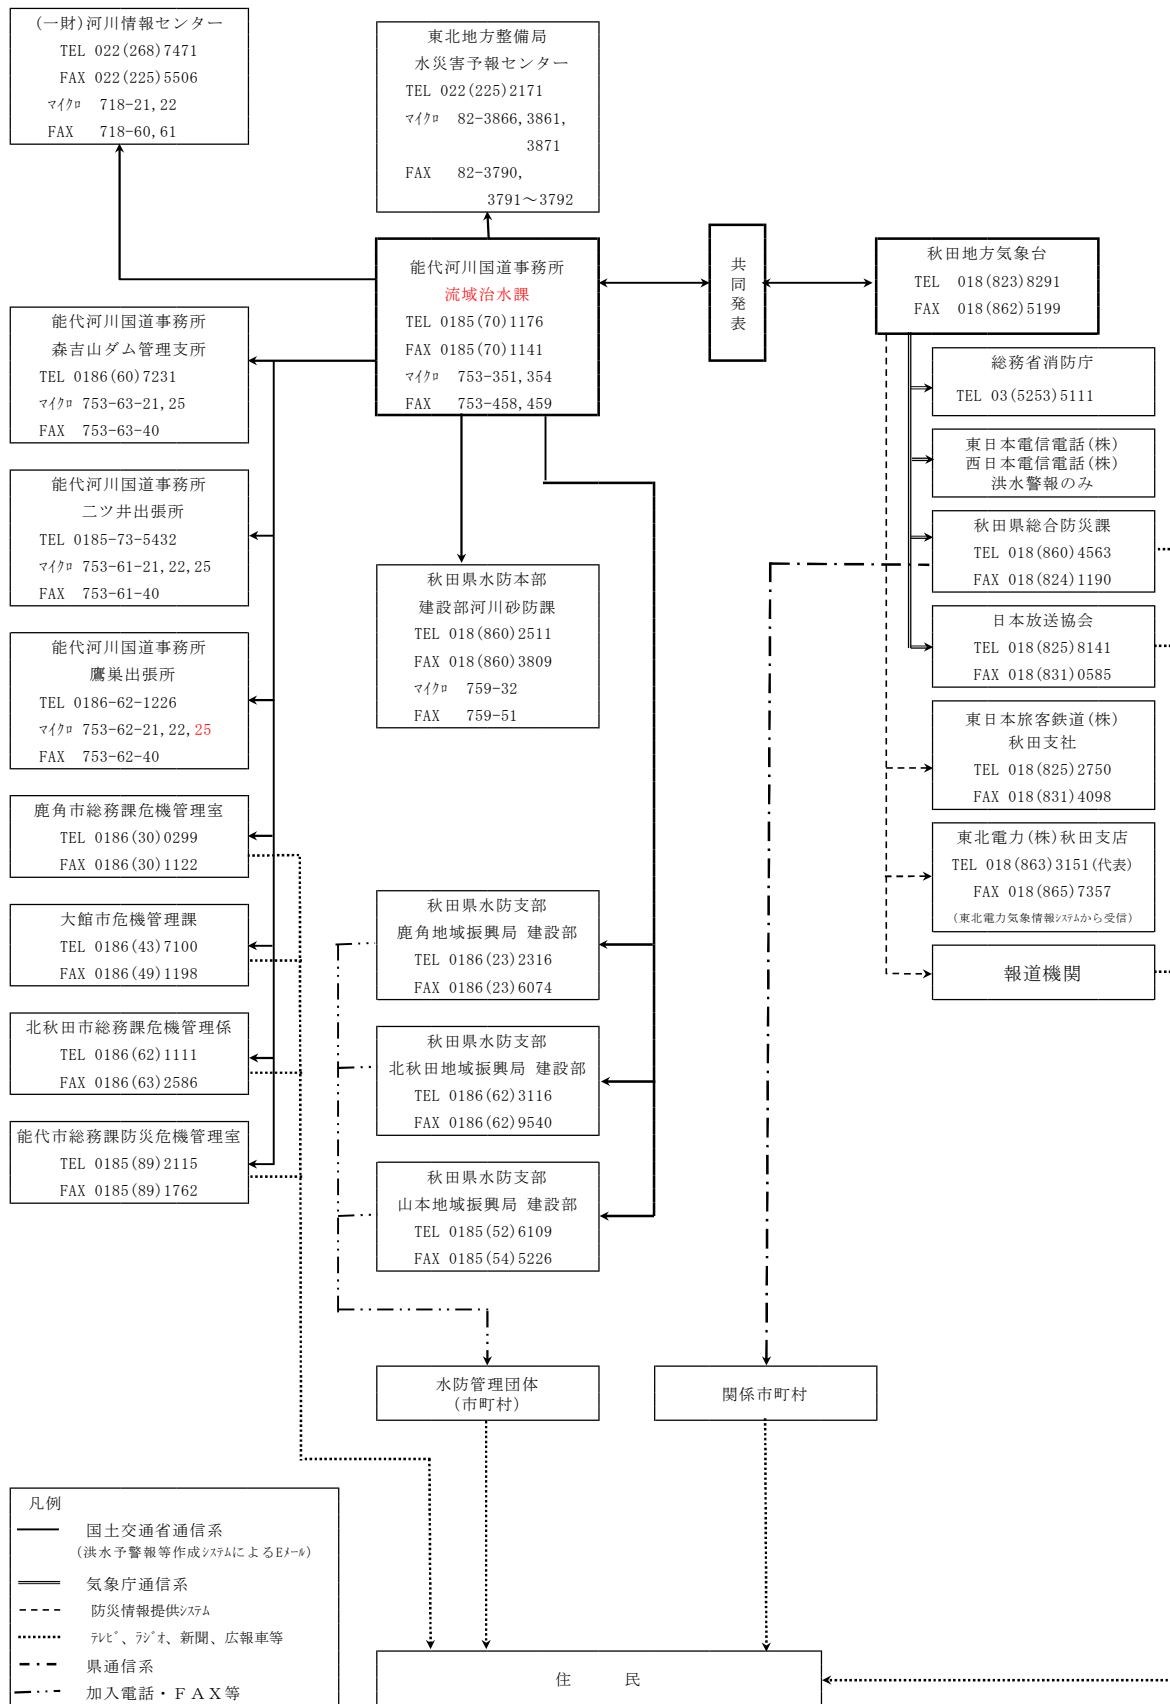 (一財)河川情報センター
TEL 022(268)7471
FAX 022(225)5506
ﾏｲｸﾛ 718-21,22
FAX 718-60,61
東北地方整備局
水災害予報センター
TEL 022(225)2171
ﾏｲｸﾛ 82-3866,3861,
3871
FAX 82-3790,
3791～3792
能代河川国道事務所
流域治水課
TEL 0185(70)1176
FAX 0185(70)1141
ﾏｲｸﾛ 753-351,354
FAX 753-458,459
共
同
発
表
秋田地方気象台
TEL 018(823)8291
FAX 018(862)5199
能代河川国道事務所
森吉山ダム管理支所
TEL 0186(60)7231
ﾏｲｸﾛ 753-63-21,25
FAX 753-63-40
能代河川国道事務所
二ツ井出張所
TEL 0185-73-5432
ﾏｲｸﾛ 753-61-21,22,25
FAX 753-61-40
能代河川国道事務所
鷹巣出張所
TEL 0186-62-1226
ﾏｲｸﾛ 753-62-21,22,25
FAX 753-62-40
鹿角市総務課危機管理室
TEL 0186(30)0299
FAX 0186(30)1122
大館市危機管理課
TEL 0186(43)7100
FAX 0186(49)1198
北秋田市総務課危機管理係
TEL 0186(62)1111
FAX 0186(63)2586
能代市総務課防災危機管理室
TEL 0185(89)2115
FAX 0185(89)1762
秋田県水防本部
建設部河川砂防課
TEL 018(860)2511
FAX 018(860)3809
ﾏｲｸﾛ 759-32
FAX 759-51
秋田県水防支部
鹿角地域振興局 建設部
TEL 0186(23)2316
FAX 0186(23)6074
秋田県水防支部
北秋田地域振興局 建設部
TEL 0186(62)3116
FAX 0186(62)9540
秋田県水防支部
山本地域振興局 建設部
TEL 0185(52)6109
FAX 0185(54)5226
総務省消防庁
TEL 03(5253)5111
東日本電信電話(株)
西日本電信電話(株)
洪水警報のみ
秋田県総合防災課
TEL 018(860)4563
FAX 018(824)1190
日本放送協会
TEL 018(825)8141
FAX 018(831)0585
東日本旅客鉄道(株)
秋田支社
TEL 018(825)2750
FAX 018(831)4098
東北電力(株)秋田支店
TEL 018(863)3151(代表)
FAX 018(865)7357
(東北電力気象情報ｼｽﾃﾑから受信)
報道機関
水防管理団体
(市町村)
関係市町村
凡例
国土交通省通信系
(洪水予警報等作成ｼｽﾃﾑによるEﾒｰﾙ)
気象庁通信系
防災情報提供ｼｽﾃﾑ
ﾃﾚﾋﾞ、ﾗｼﾞｵ、新聞、広報車等
県通信系
加入電話・ＦＡＸ等
住 民